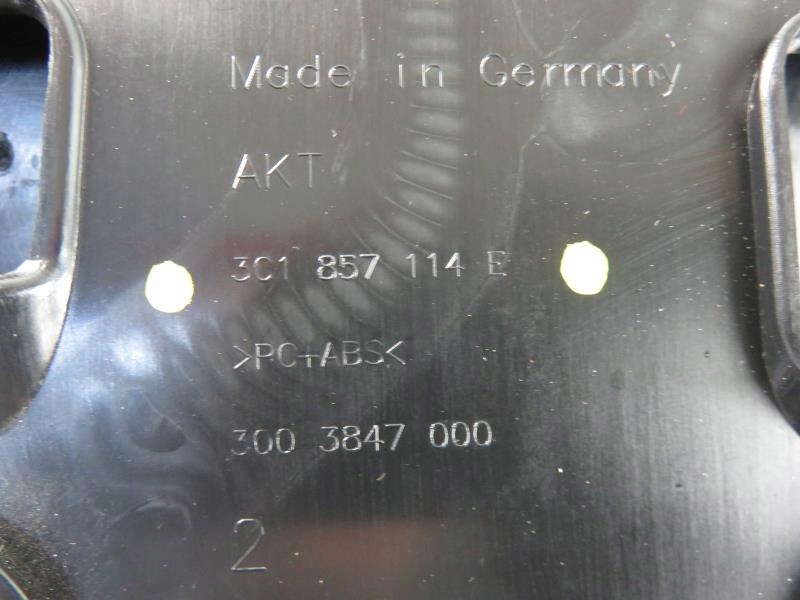 Made in Germany
AKT
3C1 857 114 E
>PC+ABS<
300 3847 000
2